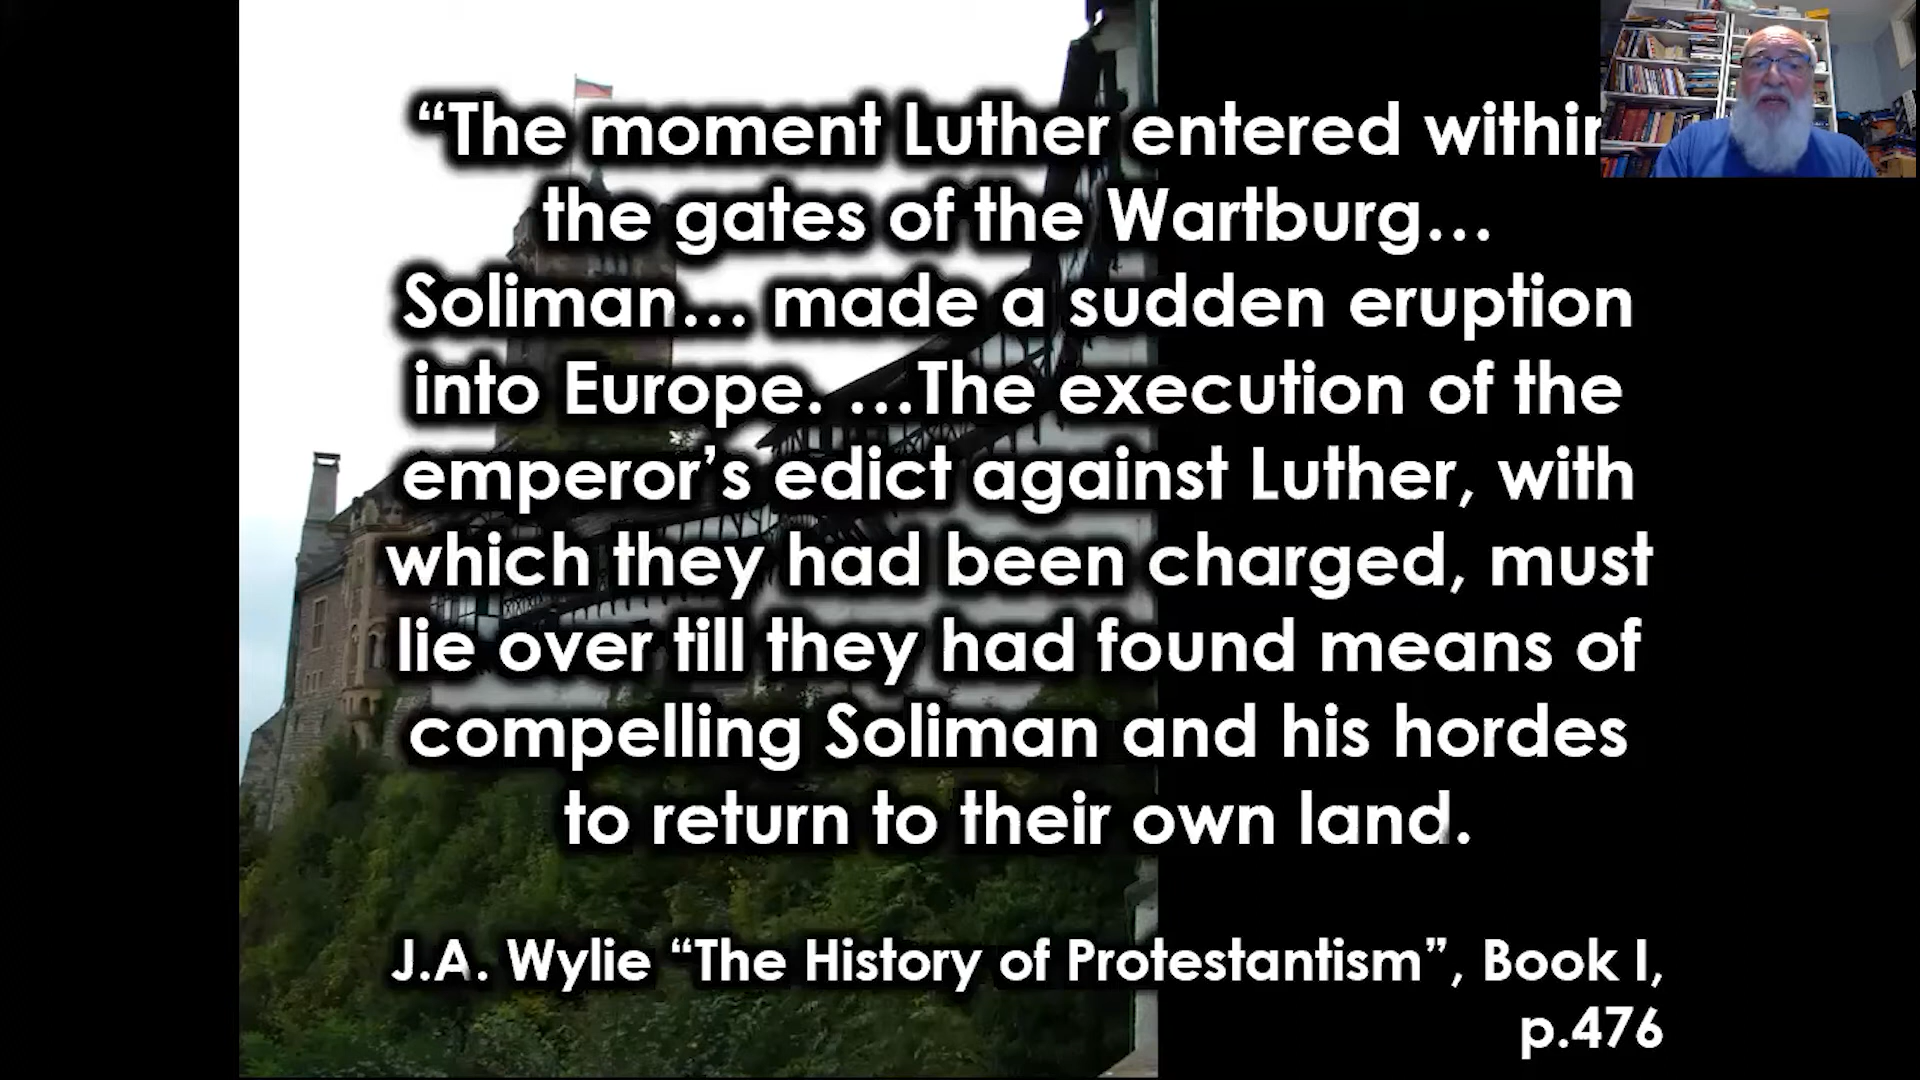 “The moment Luther entered within
the gates of the Wartburg…
Soliman… made a sudden eruption
into Europe. …The execution of the
emperor’s edict against Luther, with
which they had been charged, must
lie over till they had found means of
compelling Soliman and his hordes
to return to their own land.
J.A. Wylie “The History of Protestantism”, Book I,
p.476